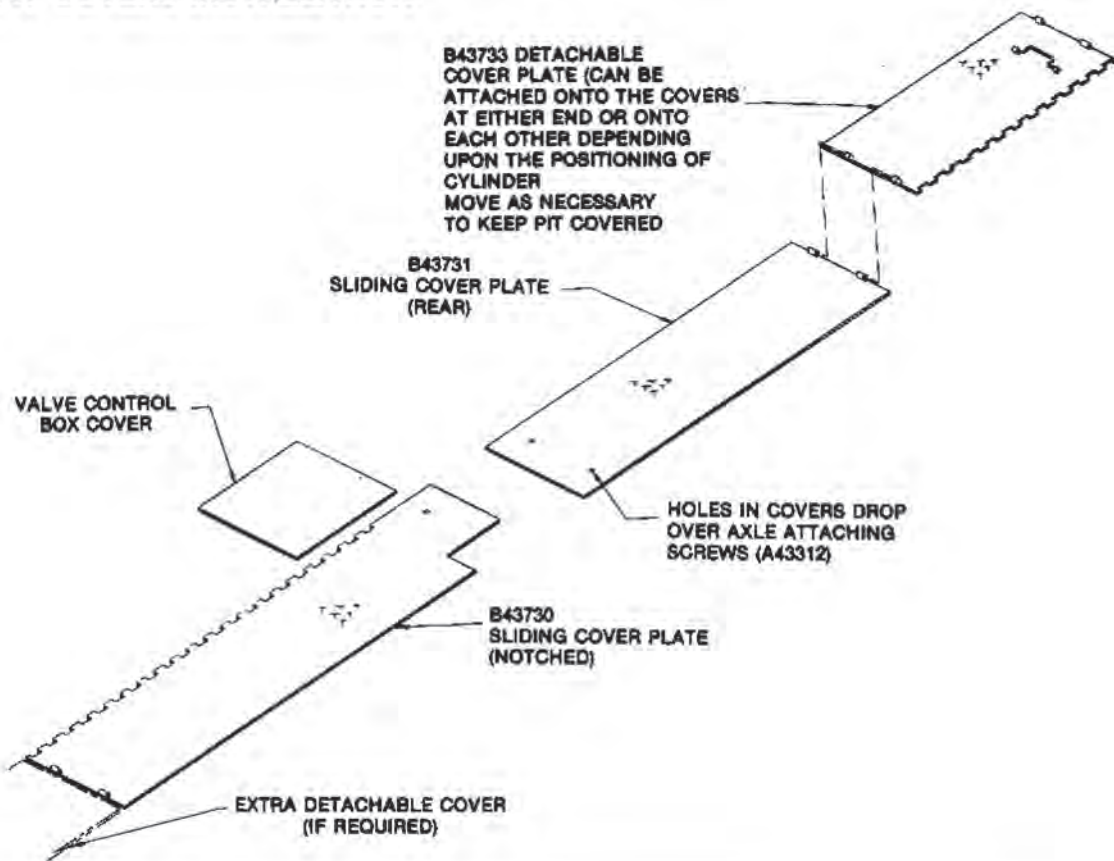 B43733 DETACHABLE
COVER PLATE (CAN BE
ATTACHED ONTO THE COVERS
AT EITHER END OR ONTO
EACH OTHER DEPENDING
UPON THE POSITIONING OF
CYLINDER
MOVE AS NECESSARY
TO KEEP PIT COVERED
B43731
SLIDING COVER PLATE
(REAR)
VALVE CONTROL
BOX COVER
HOLES IN COVERS DROP
OVER AXLE ATTACHING
SCREWS (A43312)
B43730
SLIDING COVER PLATE
(NOTCHED)
EXTRA DETACHABLE COVER
(IF REQUIRED)